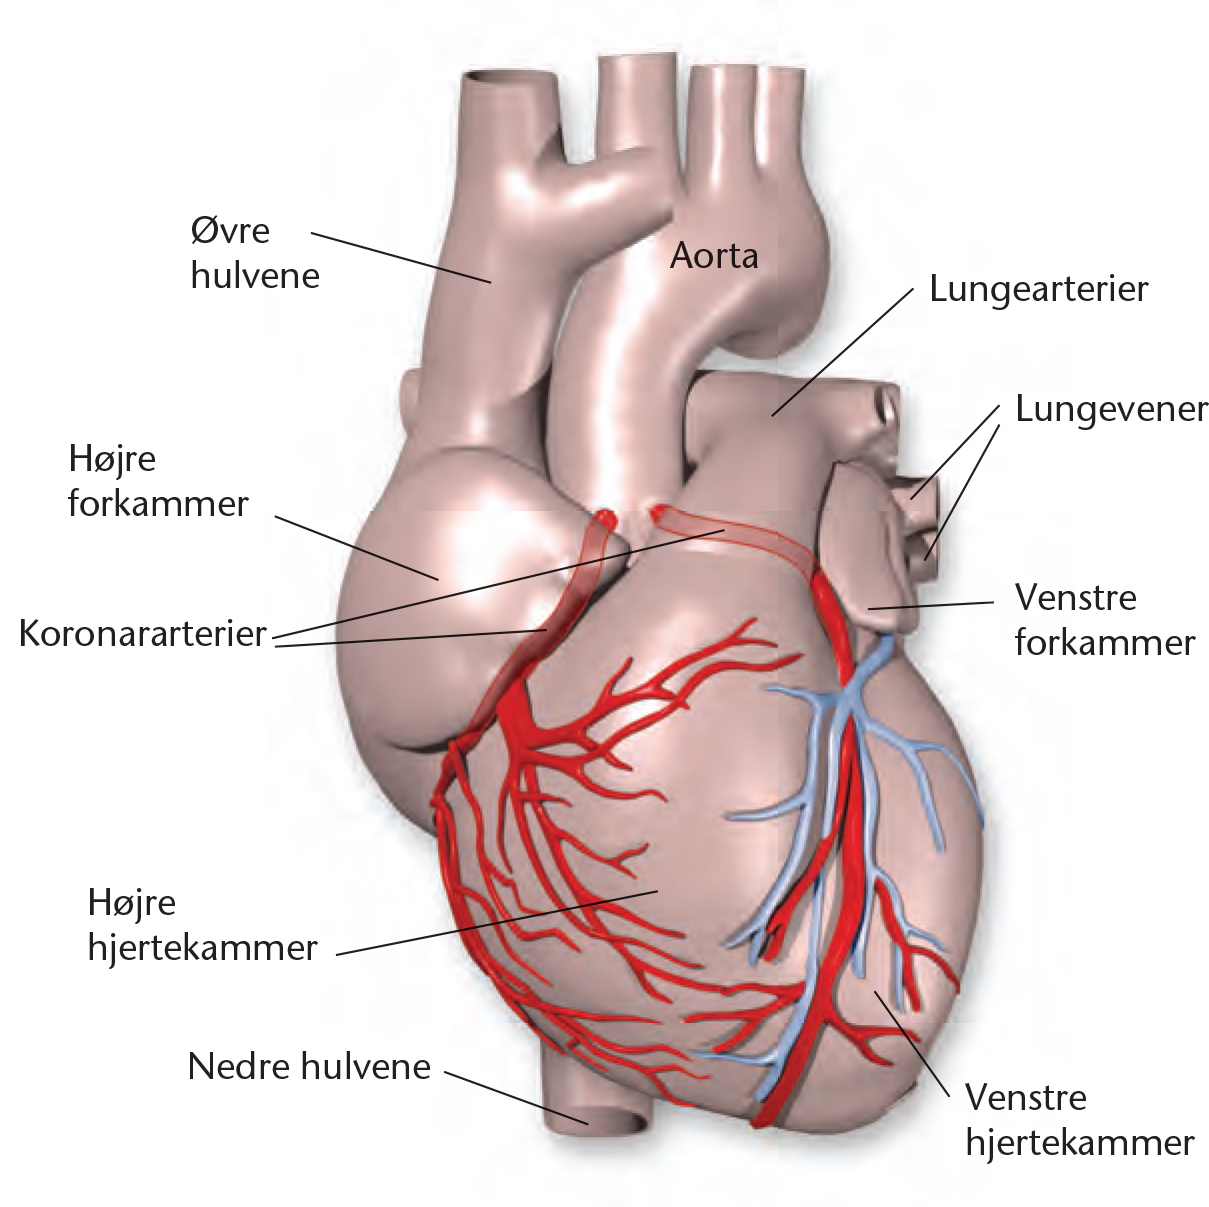 Øvre
hulvene
Aorta
Lungearterier
Lungevener
Højre
forkammer
Koronararterier
Venstre
forkammer
Højre
hjertekammer
Nedre hulvene
Venstre
hjertekammer